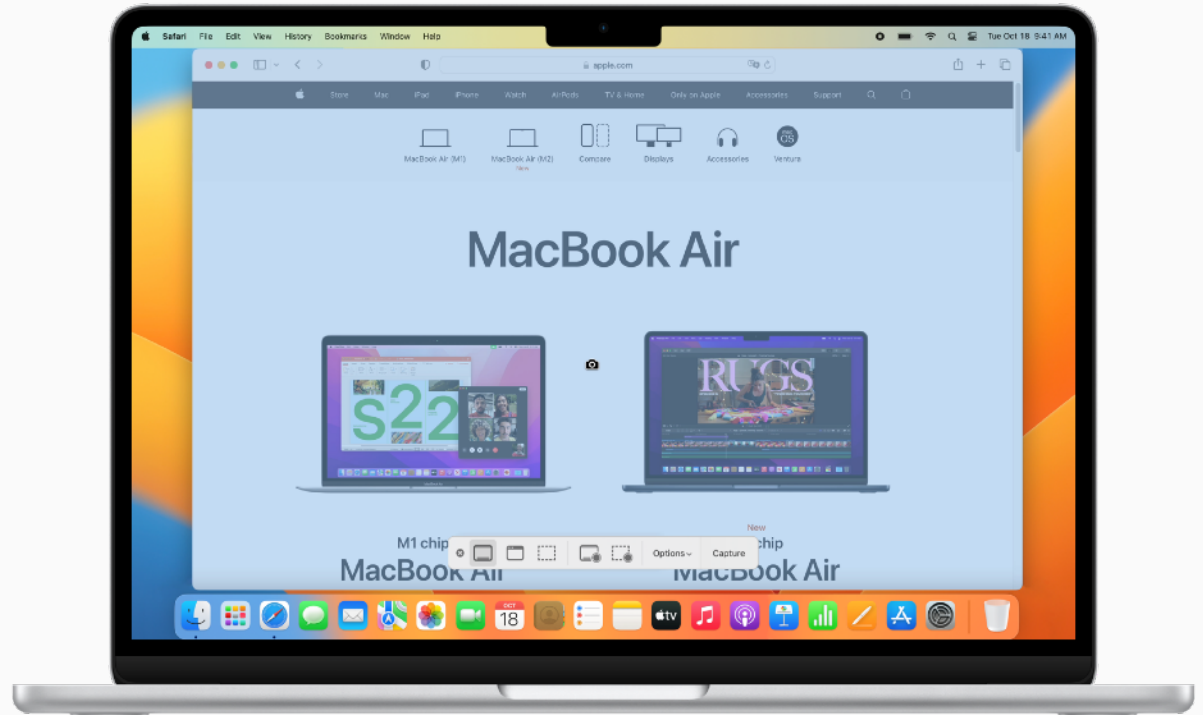 Safari File Edit View History Bookmarks Window Help Tue Oct 18 9:41 AM
apple.com
Store Mac iPad iPhone Watch AirPods TV & Home Only on Apple Accessories Support
MacBook Air (M1) MacBook Air (M2) Compare Displays Accessories Ventura
New
macOS
MacBook Air
S22
RUGS
New
M1 chip chip
MacBook Air MacBook Air
Options Capture
OCT
18
tv